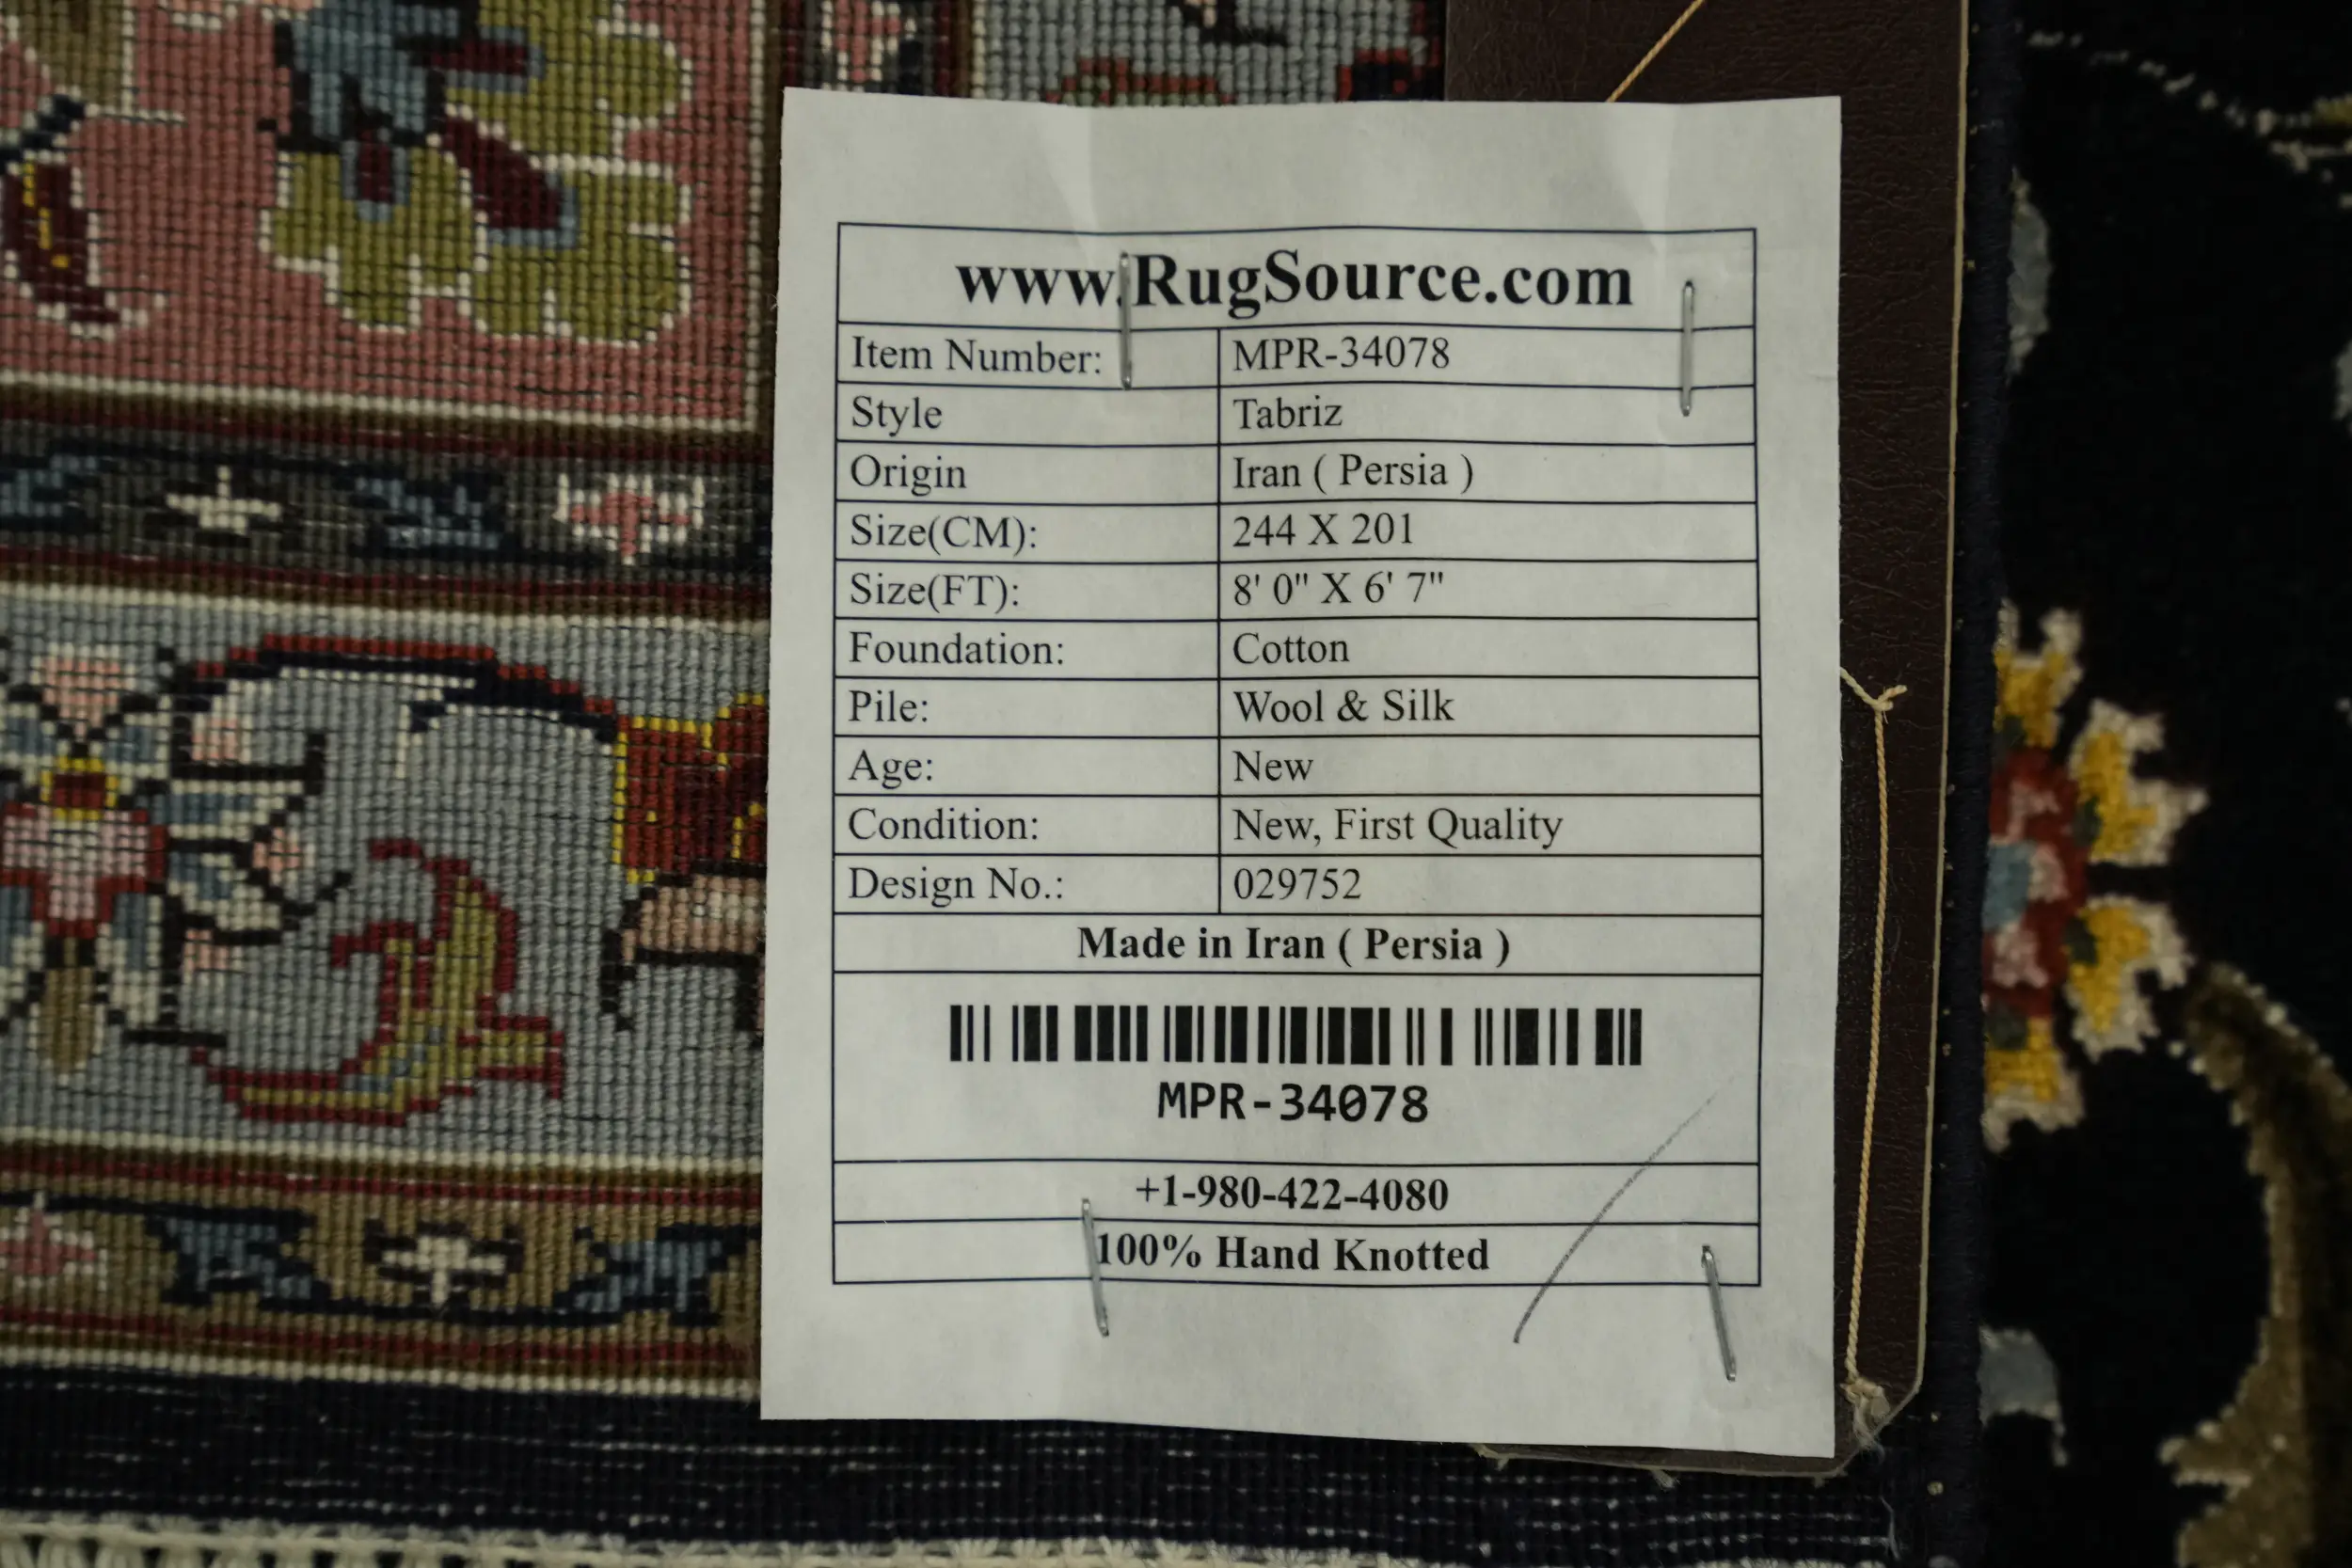 www.RugSource.com
Item Number: MPR-34078
Style Tabriz
Origin Iran ( Persia )
Size(CM): 244 X 201
Size(FT): 8' 0" X 6' 7"
Foundation: Cotton
Pile: Wool & Silk
Age: New
Condition: New, First Quality
Design No.: 029752
Made in Iran ( Persia )
MPR-34078
+1-980-422-4080
100% Hand Knotted